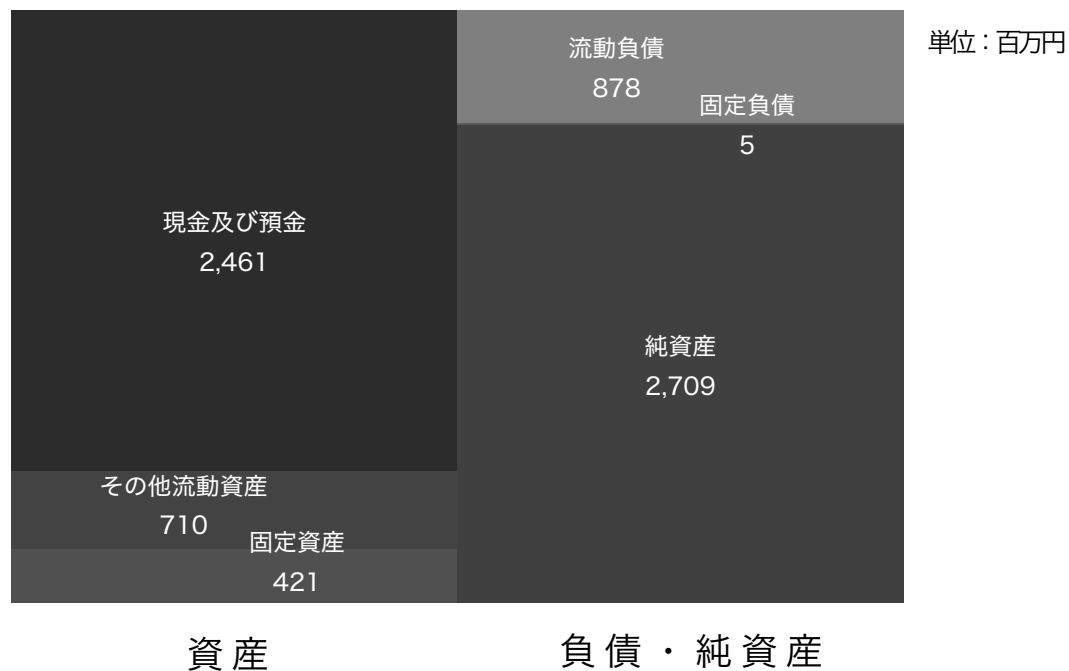 単位：百万円
現金及び預金
2,461
その他流動資産
710
固定資産
421
流動負債
878
固定負債
5
純資産
2,709
資産
負債・純資産